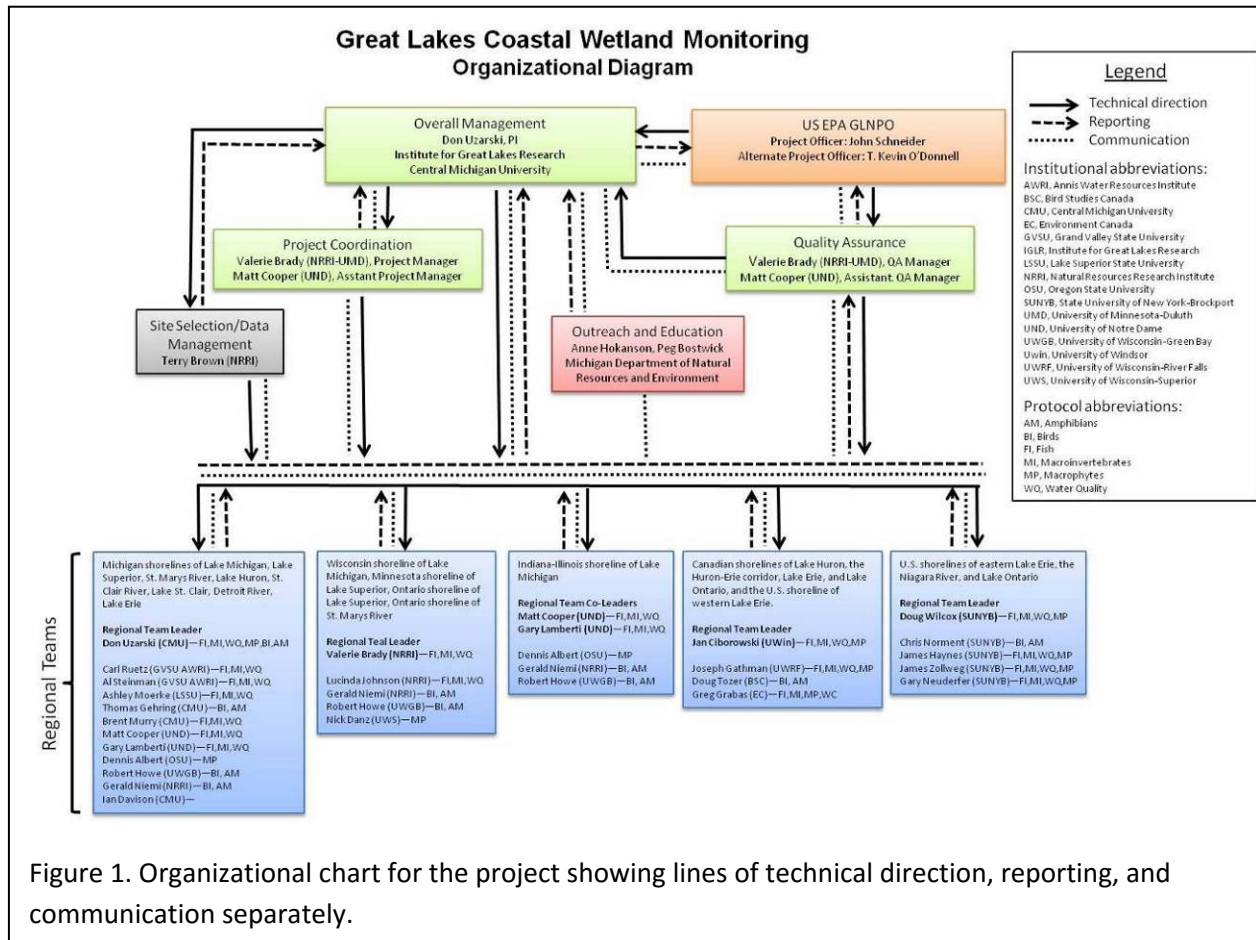 Great Lakes Coastal Wetland Monitoring
Organizational Diagram
Overall Management
Don Uzarski, PI
Institute for Great Lakes Research
Central Michigan University
US EPA GLNPO
Project Officer: John Schneider
Alternate Project Officer: T. Kevin O'Donnell
Project Coordination
Valerie Brady (NRRI-UMD), Project Manager
Matt Cooper (UND), Asstant Project Manager
Quality Assurance
Valerie Brady (NRRI-UMD), QA Manager
Matt Cooper (UND), Assistant. QA Manager
Site Selection/Data
Management
Terry Brown (NRRI)
Outreach and Education
Anne Hokanson, Peg Bostwick
Michigan Department of Natural
Resources and Environment
Legend
Technical direction
Reporting
Communication
Institutional abbreviations:
AWRI, Annis Water Resources Institute
BSC, Bird Studies Canada
CMU, Central Michigan University
EC, Environment Canada
GVSU, Grand Valley State University
IGLR, Institute for Great Lakes Research
LSSU, Lake Superior State University
NRRI, Natural Resources Research Institute
OSU, Oregon State University
SUNYB, State University of New York-Brockport
UMD, University of Minnesota-Duluth
UND, University of Notre Dame
UWGB, University of Wisconsin-Green Bay
Uwin, University of Windsor
UWRF, University of Wisconsin-River Falls
UWS, University of Wisconsin-Superior
Protocol abbreviations:
AM, Amphibians
BI, Birds
FI, Fish
MI, Macroinvertebrates
MP, Macrophytes
WQ, Water Quality
Regional Teams
Michigan shorelines of Lake Michigan, Lake
Superior, St. Marys River, Lake Huron, St.
Clair River, Lake St. Clair, Detroit River,
Lake Erie
Regional Team Leader
Don Uzarski (CMU)—FI,MI,WQ,MP,BI,AM
Carl Ruetz (GVSU AWRI)—FI,MI,WQ
Al Steinman (GVSU AWRI)—FI,MI,WQ
Ashley Moerke (LSSU)—FI,MI,WQ
Thomas Gehring (CMU)—BI, AM
Brent Murry (CMU)—FI,MI,WQ
Matt Cooper (UND)—FI,MI,WQ
Gary Lamberti (UND)—FI,MI,WQ
Dennis Albert (OSU)—MP
Robert Howe (UWGB)—BI, AM
Gerald Niemi (NRRI)—BI, AM
Ian Davison (CMU)—
Wisconsin shoreline of Lake
Michigan, Minnesota shoreline of
Lake Superior, Ontario shoreline of
Lake Superior, Ontario shoreline of
St. Marys River
Regional Teal Leader
Valerie Brady (NRRI)—FI,MI,WQ
Lucinda Johnson (NRRI)—FI,MI,WQ
Gerald Niemi (NRRI)—BI, AM
Robert Howe (UWGB)—BI, AM
Nick Danz (UWS)—MP
Indiana-Illinois shoreline of Lake
Michigan
Regional Team Co-Leaders
Matt Cooper (UND)—FI,MI,WQ
Gary Lamberti (UND)—FI,MI,WQ
Dennis Albert (OSU)—MP
Gerald Niemi (NRRI)—BI, AM
Robert Howe (UWGB)—BI, AM
Canadian shorelines of Lake Huron, the
Huron-Erie corridor, Lake Erie, and Lake
Ontario, and the U.S. shoreline of
western Lake Erie.
Regional Team Leader
Jan Ciborowski (UWin)—FI,MI,WQ,MP
Joseph Gathman (UWRF)—FI,MI,WQ,MP
Doug Tozer (BSC)—BI, AM
Greg Grabas (EC)—FI,MI,MP,WC
U.S. shorelines of eastern Lake Erie, the
Niagara River, and Lake Ontario
Regional Team Leader
Doug Wilcox (SUNYB)—FI,MI,WQ,MP
Chris Norment (SUNYB)—BI, AM
James Haynes (SUNYB)—FI,MI,WQ,MP
James Zollweg (SUNYB)—FI,MI,WQ,MP
Gary Neuderfer (SUNYB)—FI,MI,WQ,MP
Figure 1. Organizational chart for the project showing lines of technical direction, reporting, and
communication separately.